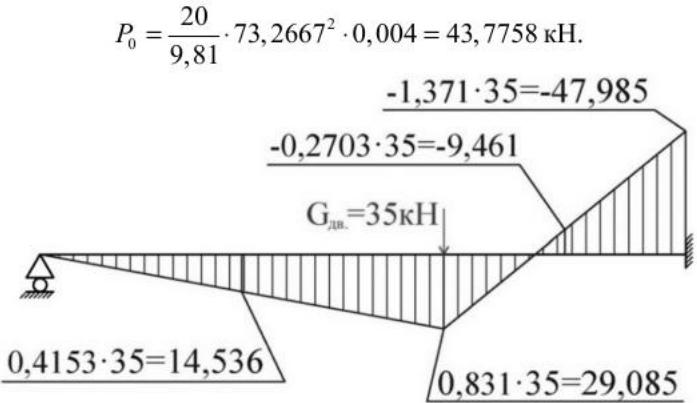 P₀ = 20/9,81 · 73,2667² · 0,004 = 43,7758 кН.
-1,371·35=-47,985
-0,2703·35=-9,461
Gдв.=35кН
0,4153·35=14,536
0,831·35=29,085